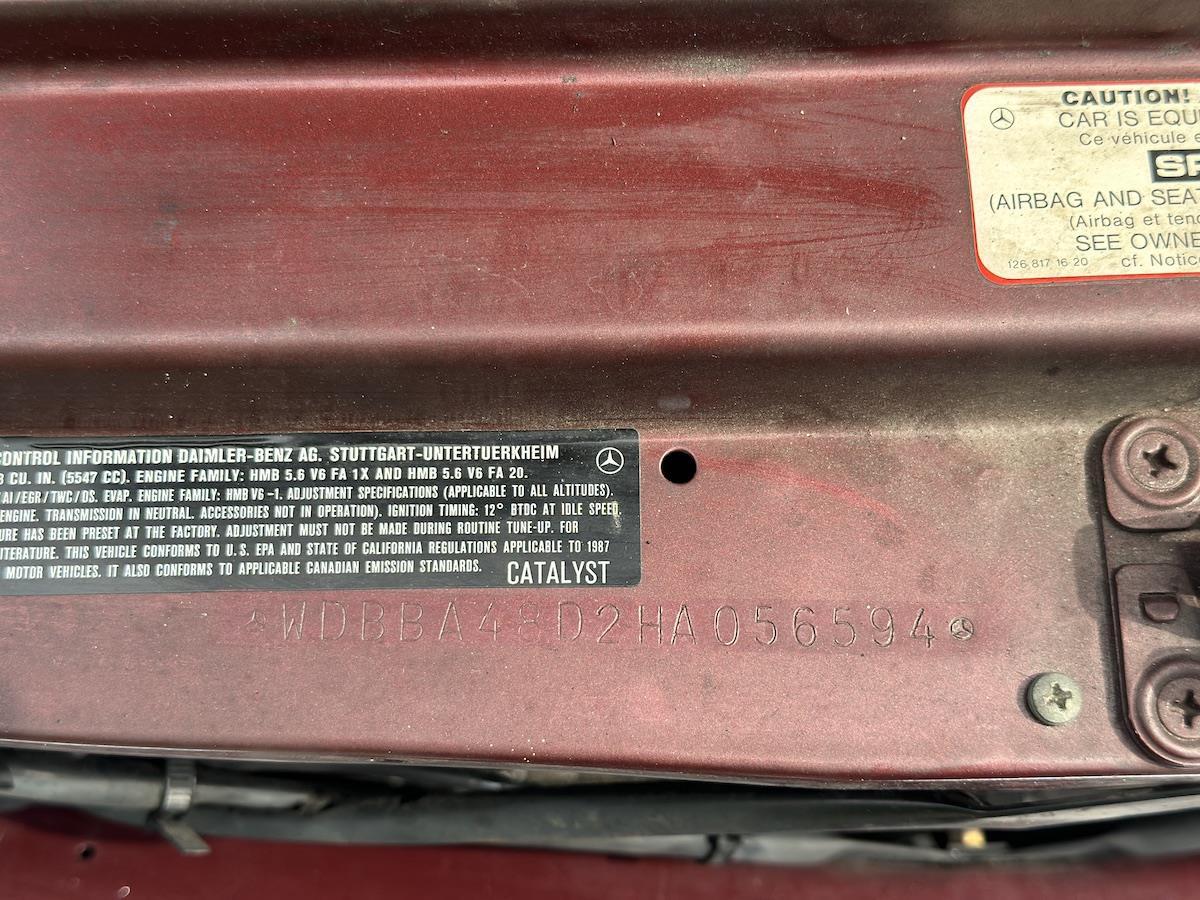 CAUTION!
CAR IS EQU
Ce véhicule e
SR
(AIRBAG AND SEA
(Airbag et tend
SEE OWNE
126 817 16 20 cf. Notic
CONTROL INFORMATION DAIMLER-BENZ AG. STUTTGART-UNTERTUERKHEIM
CU. IN. (5547 CC). ENGINE FAMILY: HMB 5.6 V6 FA 1X AND HMB 5.6 V6 FA 20.
AI/EGR/TWC/OS. EVAP. ENGINE FAMILY: HMB V6-1. ADJUSTMENT SPECIFICATIONS (APPLICABLE TO ALL ALTITUDES).
ENGINE. TRANSMISSION IN NEUTRAL. ACCESSORIES NOT IN OPERATION). IGNITION TIMING: 12° BTDC AT IDLE SPEED.
URE HAS BEEN PRESET AT THE FACTORY. ADJUSTMENT MUST NOT BE MADE DURING ROUTINE TUNE-UP. FOR
ITERATURE. THIS VEHICLE CONFORMS TO U.S. EPA AND STATE OF CALIFORNIA REGULATIONS APPLICABLE TO 1987
MOTOR VEHICLES. IT ALSO CONFORMS TO APPLICABLE CANADIAN EMISSION STANDARDS. CATALYST
WDBBA48D2HA056594